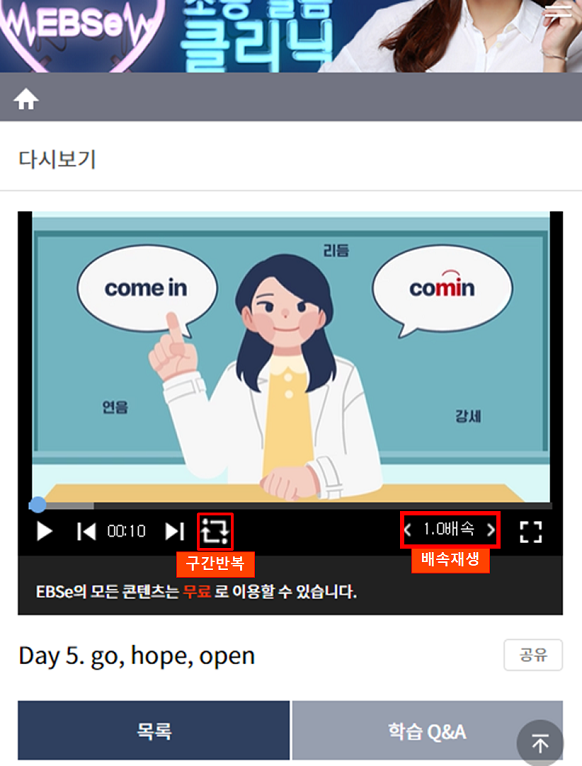 EBSe
클리닉
다시보기
리듬
come in
comin
연음
강세
00:10
1.0배속
구간반복
배속재생
EBSe의 모든 콘텐츠는 무료로 이용할 수 있습니다.
Day 5. go, hope, open
공유
목록
학습 Q&A